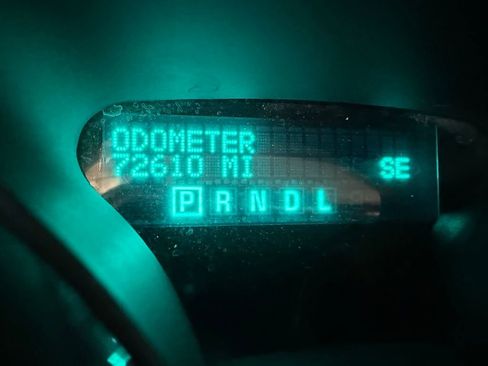 ODOMETER
72610 MI SE
P R N D L